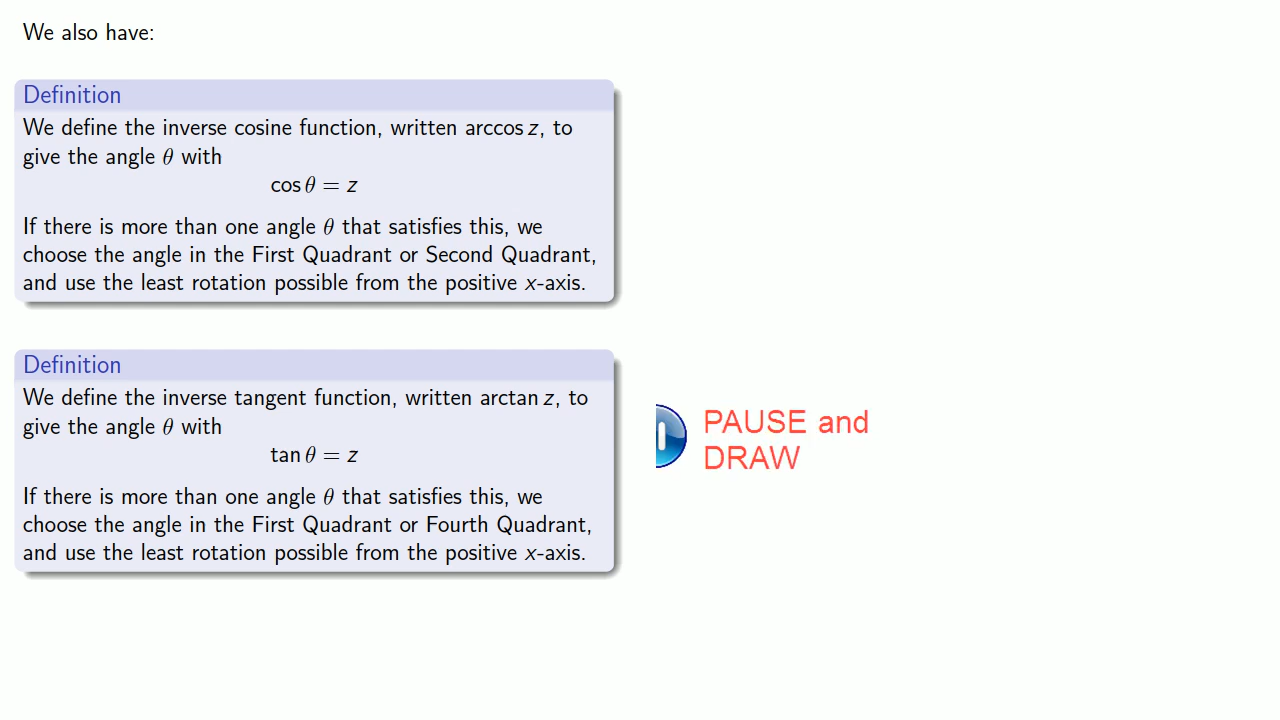 We also have:
Definition
We define the inverse cosine function, written arccos z, to
give the angle θ with
cos θ = z
If there is more than one angle θ that satisfies this, we
choose the angle in the First Quadrant or Second Quadrant,
and use the least rotation possible from the positive x-axis.
Definition
We define the inverse tangent function, written arctan z, to
give the angle θ with
tan θ = z
If there is more than one angle θ that satisfies this, we
choose the angle in the First Quadrant or Fourth Quadrant,
and use the least rotation possible from the positive x-axis.
PAUSE and
DRAW